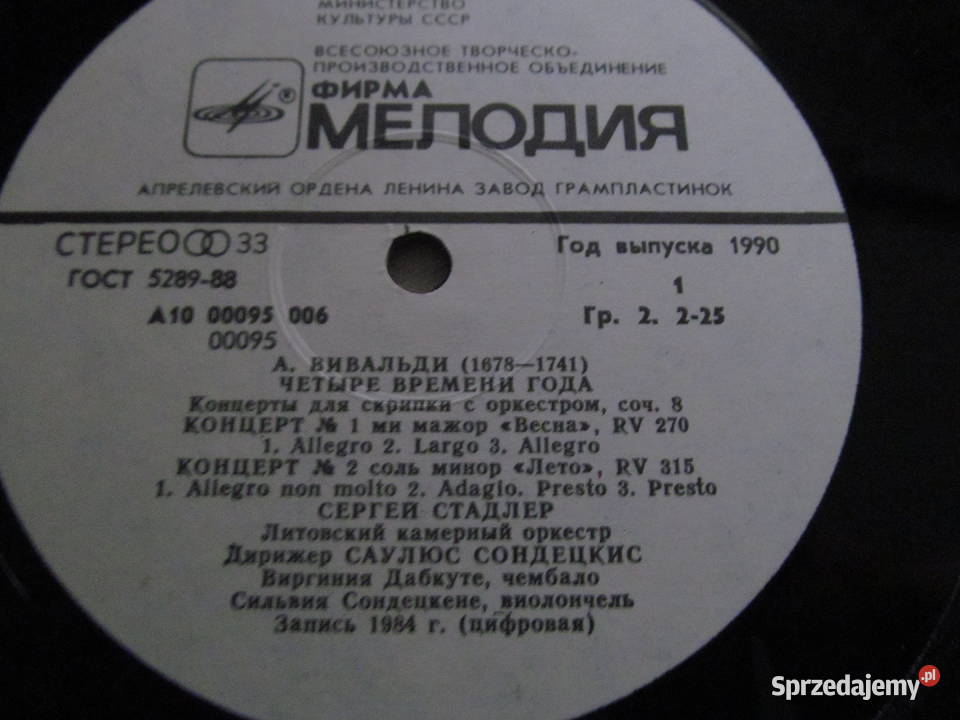 МИНИСТЕРСТВО
КУЛЬТУРЫ СССР
ВСЕСОЮЗНОЕ ТВОРЧЕСКО-
ПРОИЗВОДСТВЕННОЕ ОБЪЕДИНЕНИЕ
® ФИРМА
МЕЛОДИЯ
АПРЕЛЕВСКИЙ ОРДЕНА ЛЕНИНА ЗАВОД ГРАМПЛАСТИНОК
СТЕРЕО 33 Год выпуска 1990
ГОСТ 5289-88 1
А10 00095 006 Гр. 2. 2-25
00095
А. ВИВАЛЬДИ (1678—1741)
ЧЕТЫРЕ ВРЕМЕНИ ГОДА
Концерты для скрипки с оркестром, соч. 8
КОНЦЕРТ № 1 ми мажор «Весна», RV 270
1. Allegro 2. Largo 3. Allegro
КОНЦЕРТ № 2 соль минор «Лето», RV 315
1. Allegro non molto 2. Adagio. Presto 3. Presto
СЕРГЕЙ СТАДЛЕР
Литовский камерный оркестр
Дирижер САУЛЮС СОНДЕЦКИС
Виргиния Дабкуте, чембало
Сильвия Сондецкене, виолончель
Запись 1984 г. (цифровая)
Sprzedajemy.pl